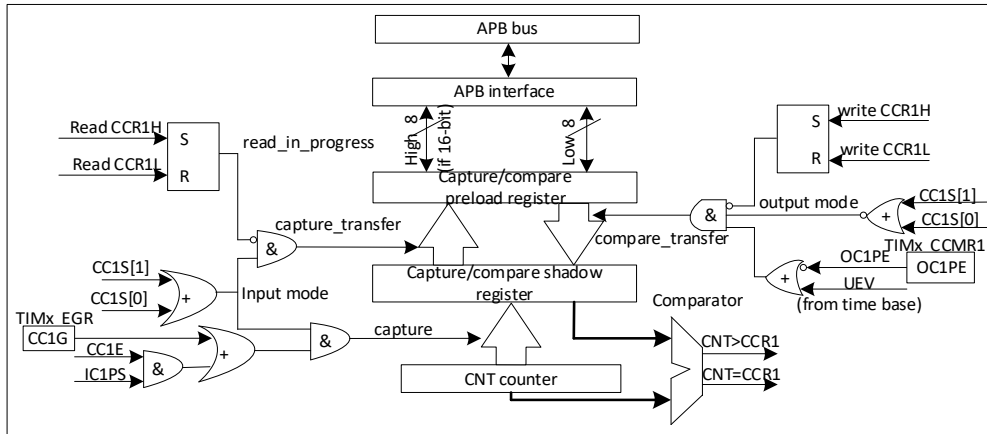 APB bus
APB interface
Read CCR1H
Read CCR1L
S
R
read_in_progress
High 8
(if 16-bit)
Low 8
S
R
write CCR1H
write CCR1L
Capture/compare
preload register
capture_transfer
&
compare_transfer
&
output mode
+
CC1S[1]
CC1S[0]
TIMx_CCMR1
OC1PE
OC1PE
UEV
(from time base)
+
CC1S[1]
CC1S[0]
+
Input mode
Capture/compare shadow
register
Comparator
TIMx_EGR
CC1G
CC1E
IC1PS
&
+
&
capture
CNT counter
CNT>CCR1
CNT=CCR1